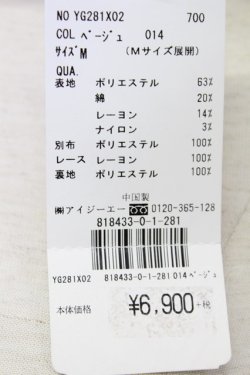 NO YG281X02 700
COL ベージュ 014
サイズM (Mサイズ展開)
QUA.
表地 ポリエステル 63%
綿 20%
レーヨン 14%
ナイロン 3%
別布 ポリエステル 100%
レース レーヨン 100%
裏地 ポリエステル 100%
中国製
㈱アイジーエー 0120-365-128
818433-0-1-281
YG281X02 818433-0-1-281 014 ベージュ
本体価格 ¥6,900 +税